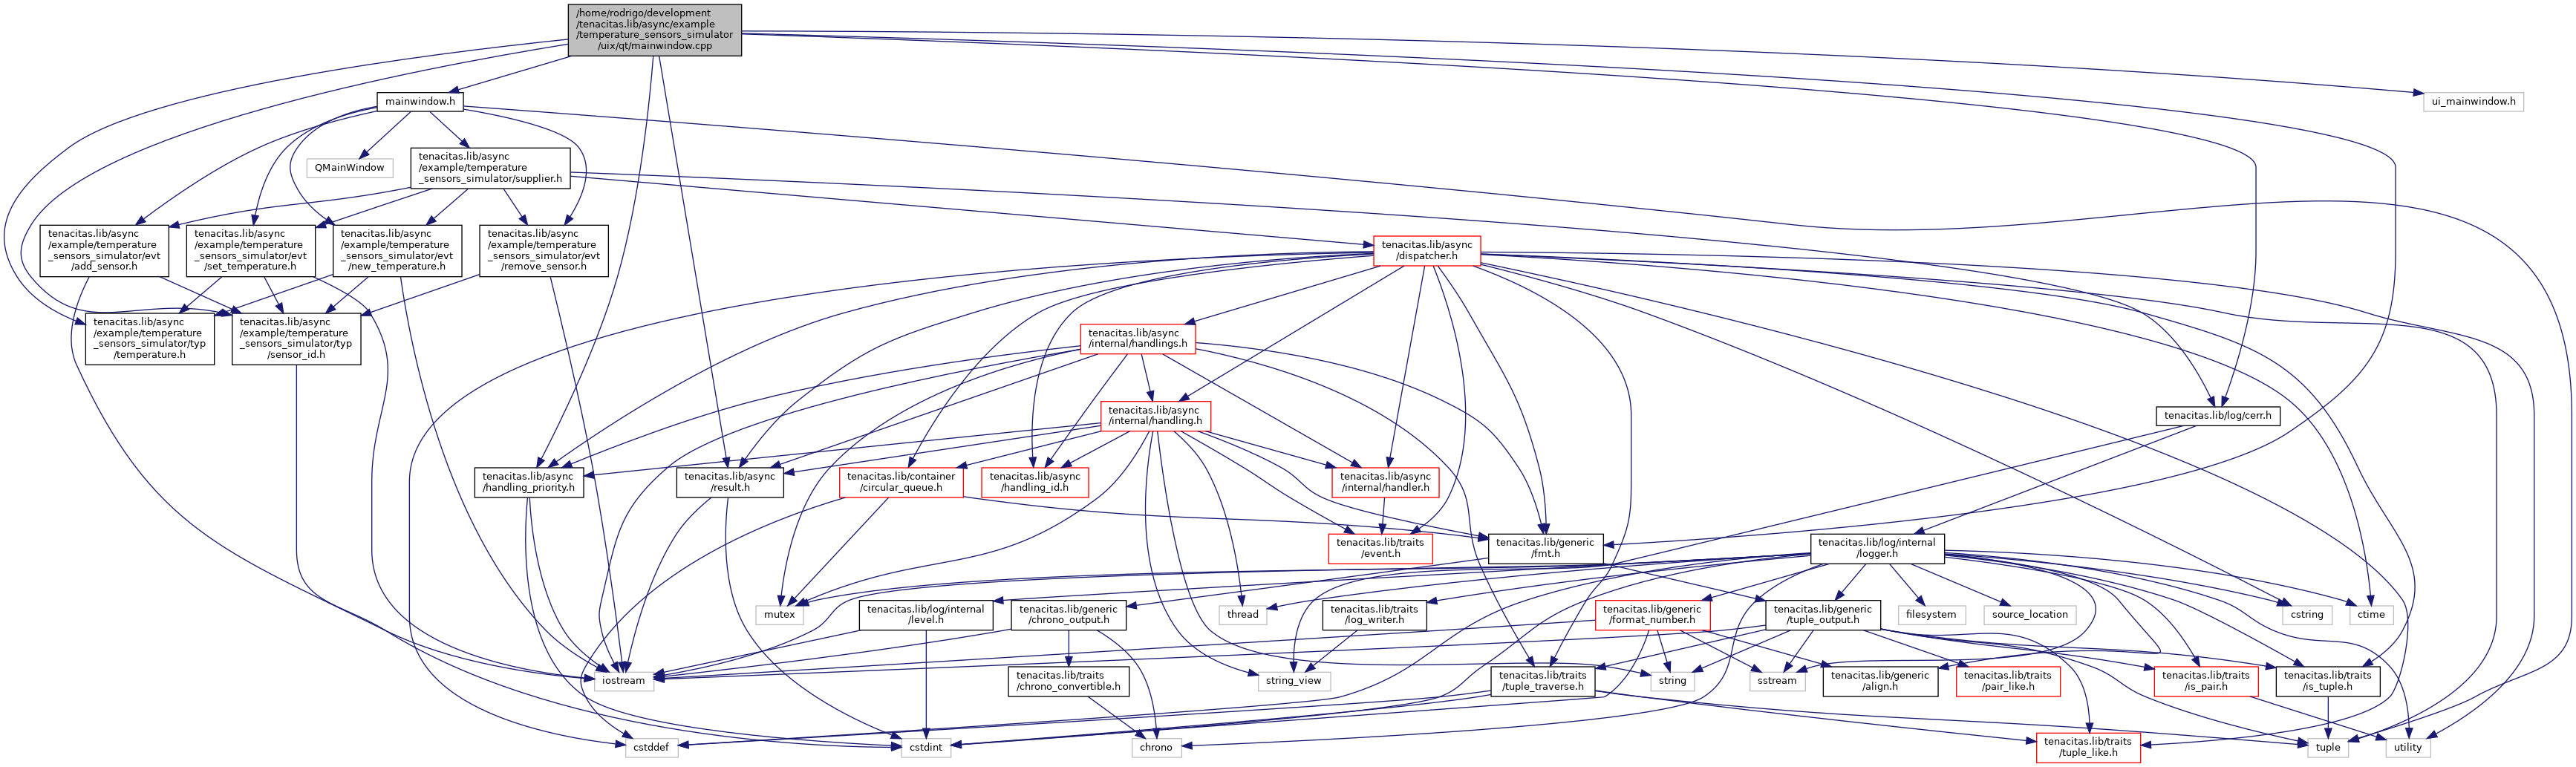 /home/rodrigo/development
/tenacitas.lib/async/example
/temperature_sensors_simulator
/uix/qt/mainwindow.cpp
mainwindow.h
ui_mainwindow.h
QMainWindow
tenacitas.lib/async
/example/temperature
_sensors_simulator/supplier.h
tenacitas.lib/async
/example/temperature
_sensors_simulator/evt
/add_sensor.h
tenacitas.lib/async
/example/temperature
_sensors_simulator/evt
/set_temperature.h
tenacitas.lib/async
/example/temperature
_sensors_simulator/evt
/new_temperature.h
tenacitas.lib/async
/example/temperature
_sensors_simulator/evt
/remove_sensor.h
tenacitas.lib/async
/dispatcher.h
tenacitas.lib/async
/example/temperature
_sensors_simulator/typ
/temperature.h
tenacitas.lib/async
/example/temperature
_sensors_simulator/typ
/sensor_id.h
tenacitas.lib/async
/internal/handlings.h
tenacitas.lib/async
/internal/handling.h
tenacitas.lib/log/cerr.h
tenacitas.lib/async
/handling_priority.h
tenacitas.lib/async
/result.h
tenacitas.lib/container
/circular_queue.h
tenacitas.lib/async
/handling_id.h
tenacitas.lib/async
/internal/handler.h
tenacitas.lib/traits
/event.h
tenacitas.lib/generic
/fmt.h
tenacitas.lib/log/internal
/logger.h
mutex
tenacitas.lib/log/internal
/level.h
tenacitas.lib/generic
/chrono_output.h
thread
tenacitas.lib/traits
/log_writer.h
tenacitas.lib/generic
/format_number.h
tenacitas.lib/generic
/tuple_output.h
filesystem
source_location
cstring
ctime
iostream
tenacitas.lib/traits
/chrono_convertible.h
string_view
tenacitas.lib/traits
/tuple_traverse.h
string
sstream
tenacitas.lib/generic
/align.h
tenacitas.lib/traits
/pair_like.h
tenacitas.lib/traits
/is_pair.h
tenacitas.lib/traits
/is_tuple.h
cstddef
cstdint
chrono
tenacitas.lib/traits
/tuple_like.h
tuple
utility